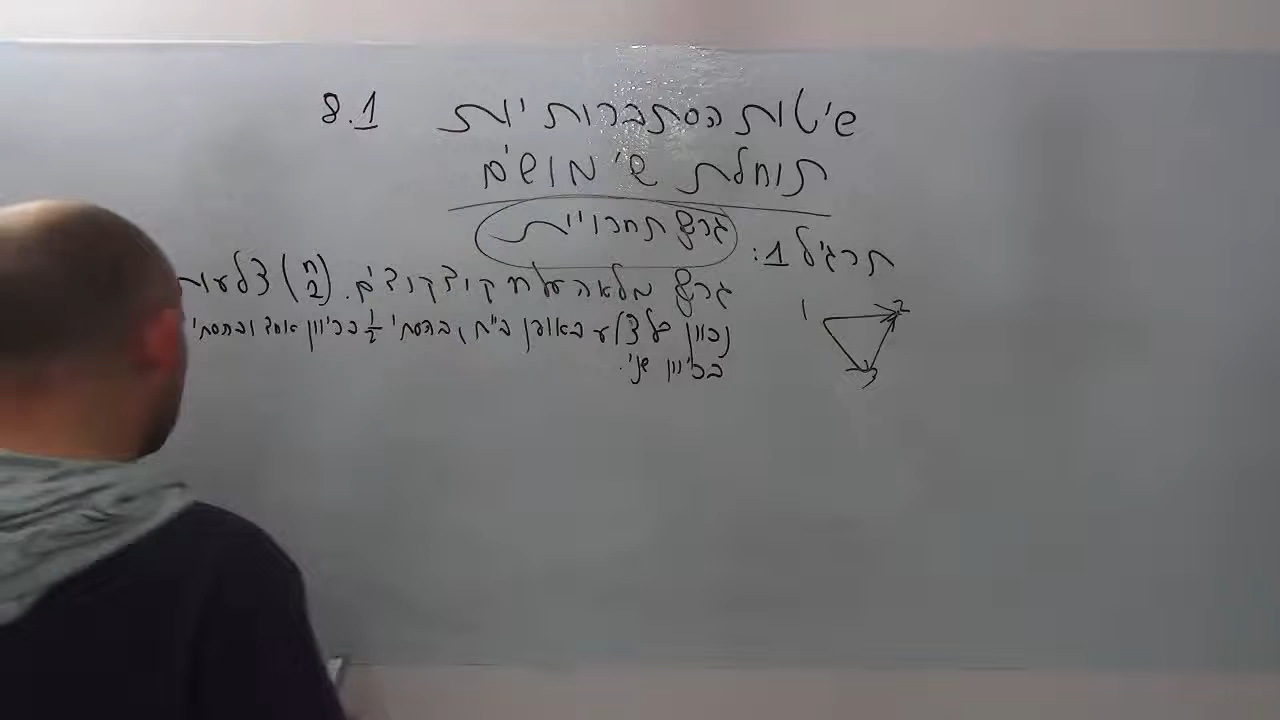 שיטות הסתברותיות 8.1
תוחלת שימושים
גרף תחרויות
תרגיל 1:
גרף מלא על n קודקודים. (n 2) צלעות
נכוון כל צלע באופן ב"ת, בהסת' 1/2 בכיוון אחד ובהסת'
בכיוון שני.
1 2
3